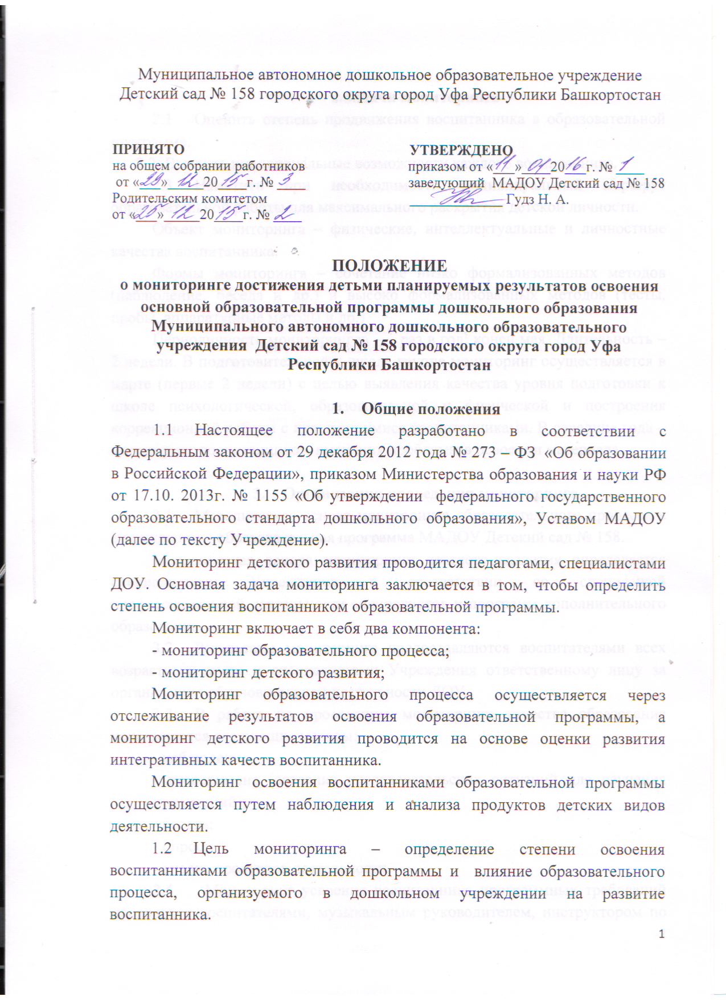 Муниципальное автономное дошкольное образовательное учреждение
Детский сад № 158 городского округа город Уфа Республики Башкортостан
ПРИНЯТО
на общем собрании работников
от «29» 12 2015 г. № 3
Родительским комитетом
от «25» 12 2015 г. № 2
УТВЕРЖДЕНО
приказом от «11» 01 2016 г. № 1
заведующий МАДОУ Детский сад № 158
Гудз Н. А.
ПОЛОЖЕНИЕ
о мониторинге достижения детьми планируемых результатов освоения
основной образовательной программы дошкольного образования
Муниципального автономного дошкольного образовательного
учреждения Детский сад № 158 городского округа город Уфа
Республики Башкортостан
1. Общие положения
1.1 Настоящее положение разработано в соответствии с
Федеральным законом от 29 декабря 2012 года № 273 – ФЗ «Об образовании
в Российской Федерации», приказом Министерства образования и науки РФ
от 17.10. 2013г. № 1155 «Об утверждении федерального государственного
образовательного стандарта дошкольного образования», Уставом МАДОУ
(далее по тексту Учреждение).
Мониторинг детского развития проводится педагогами, специалистами
ДОУ. Основная задача мониторинга заключается в том, чтобы определить
степень освоения воспитанником образовательной программы.
Мониторинг включает в себя два компонента:
- мониторинг образовательного процесса;
- мониторинг детского развития;
Мониторинг образовательного процесса осуществляется через
отслеживание результатов освоения образовательной программы, а
мониторинг детского развития проводится на основе оценки развития
интегративных качеств воспитанника.
Мониторинг освоения воспитанниками образовательной программы
осуществляется путем наблюдения и анализа продуктов детских видов
деятельности.
1.2 Цель мониторинга – определение степени освоения
воспитанниками образовательной программы и влияние образовательного
процесса, организуемого в дошкольном учреждении на развитие
воспитанника.
1